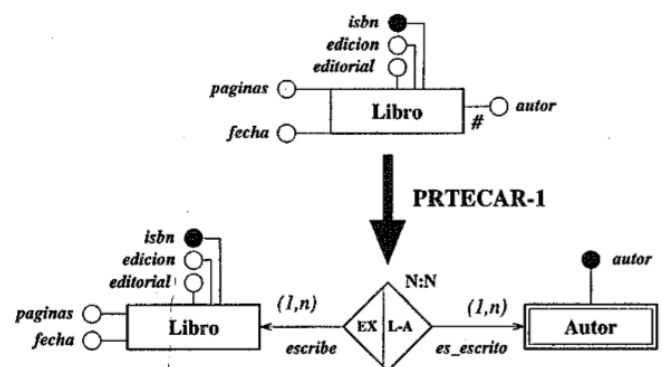 isbn
edicion
editorial
paginas
Libro
autor
#
fecha
PRTECAR-1
isbn
edicion
editorial
N:N
autor
paginas
(1,n)
(1,n)
Libro
EX L-A
Autor
fecha
escribe
es_escrito